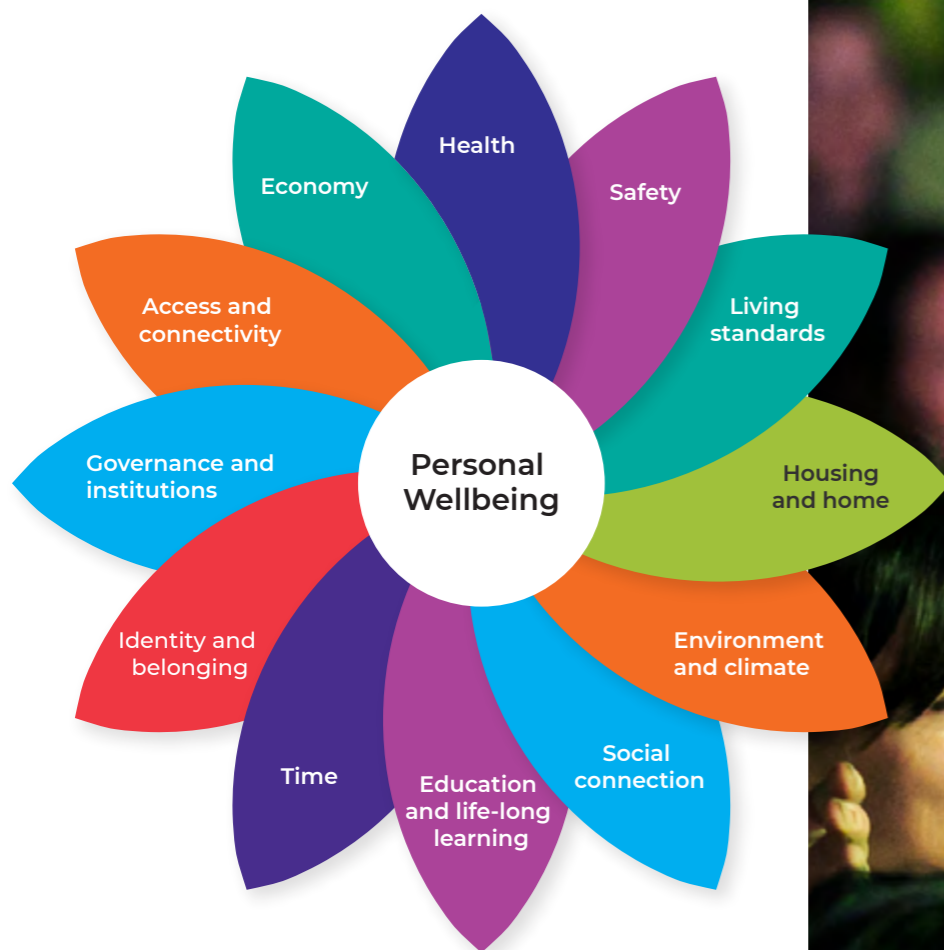 Health
Safety
Living
standards
Housing
and home
Environment
and climate
Social
connection
Education
and life-long
learning
Time
Identity and
belonging
Governance and
institutions
Access and
connectivity
Economy
Personal
Wellbeing